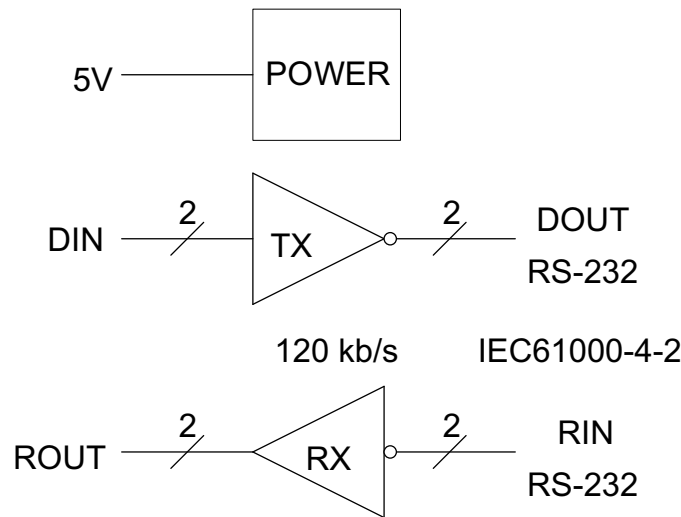 5V
POWER
2
2
DIN
TX
DOUT
RS-232
120 kb/s
IEC61000-4-2
2
2
ROUT
RX
RIN
RS-232